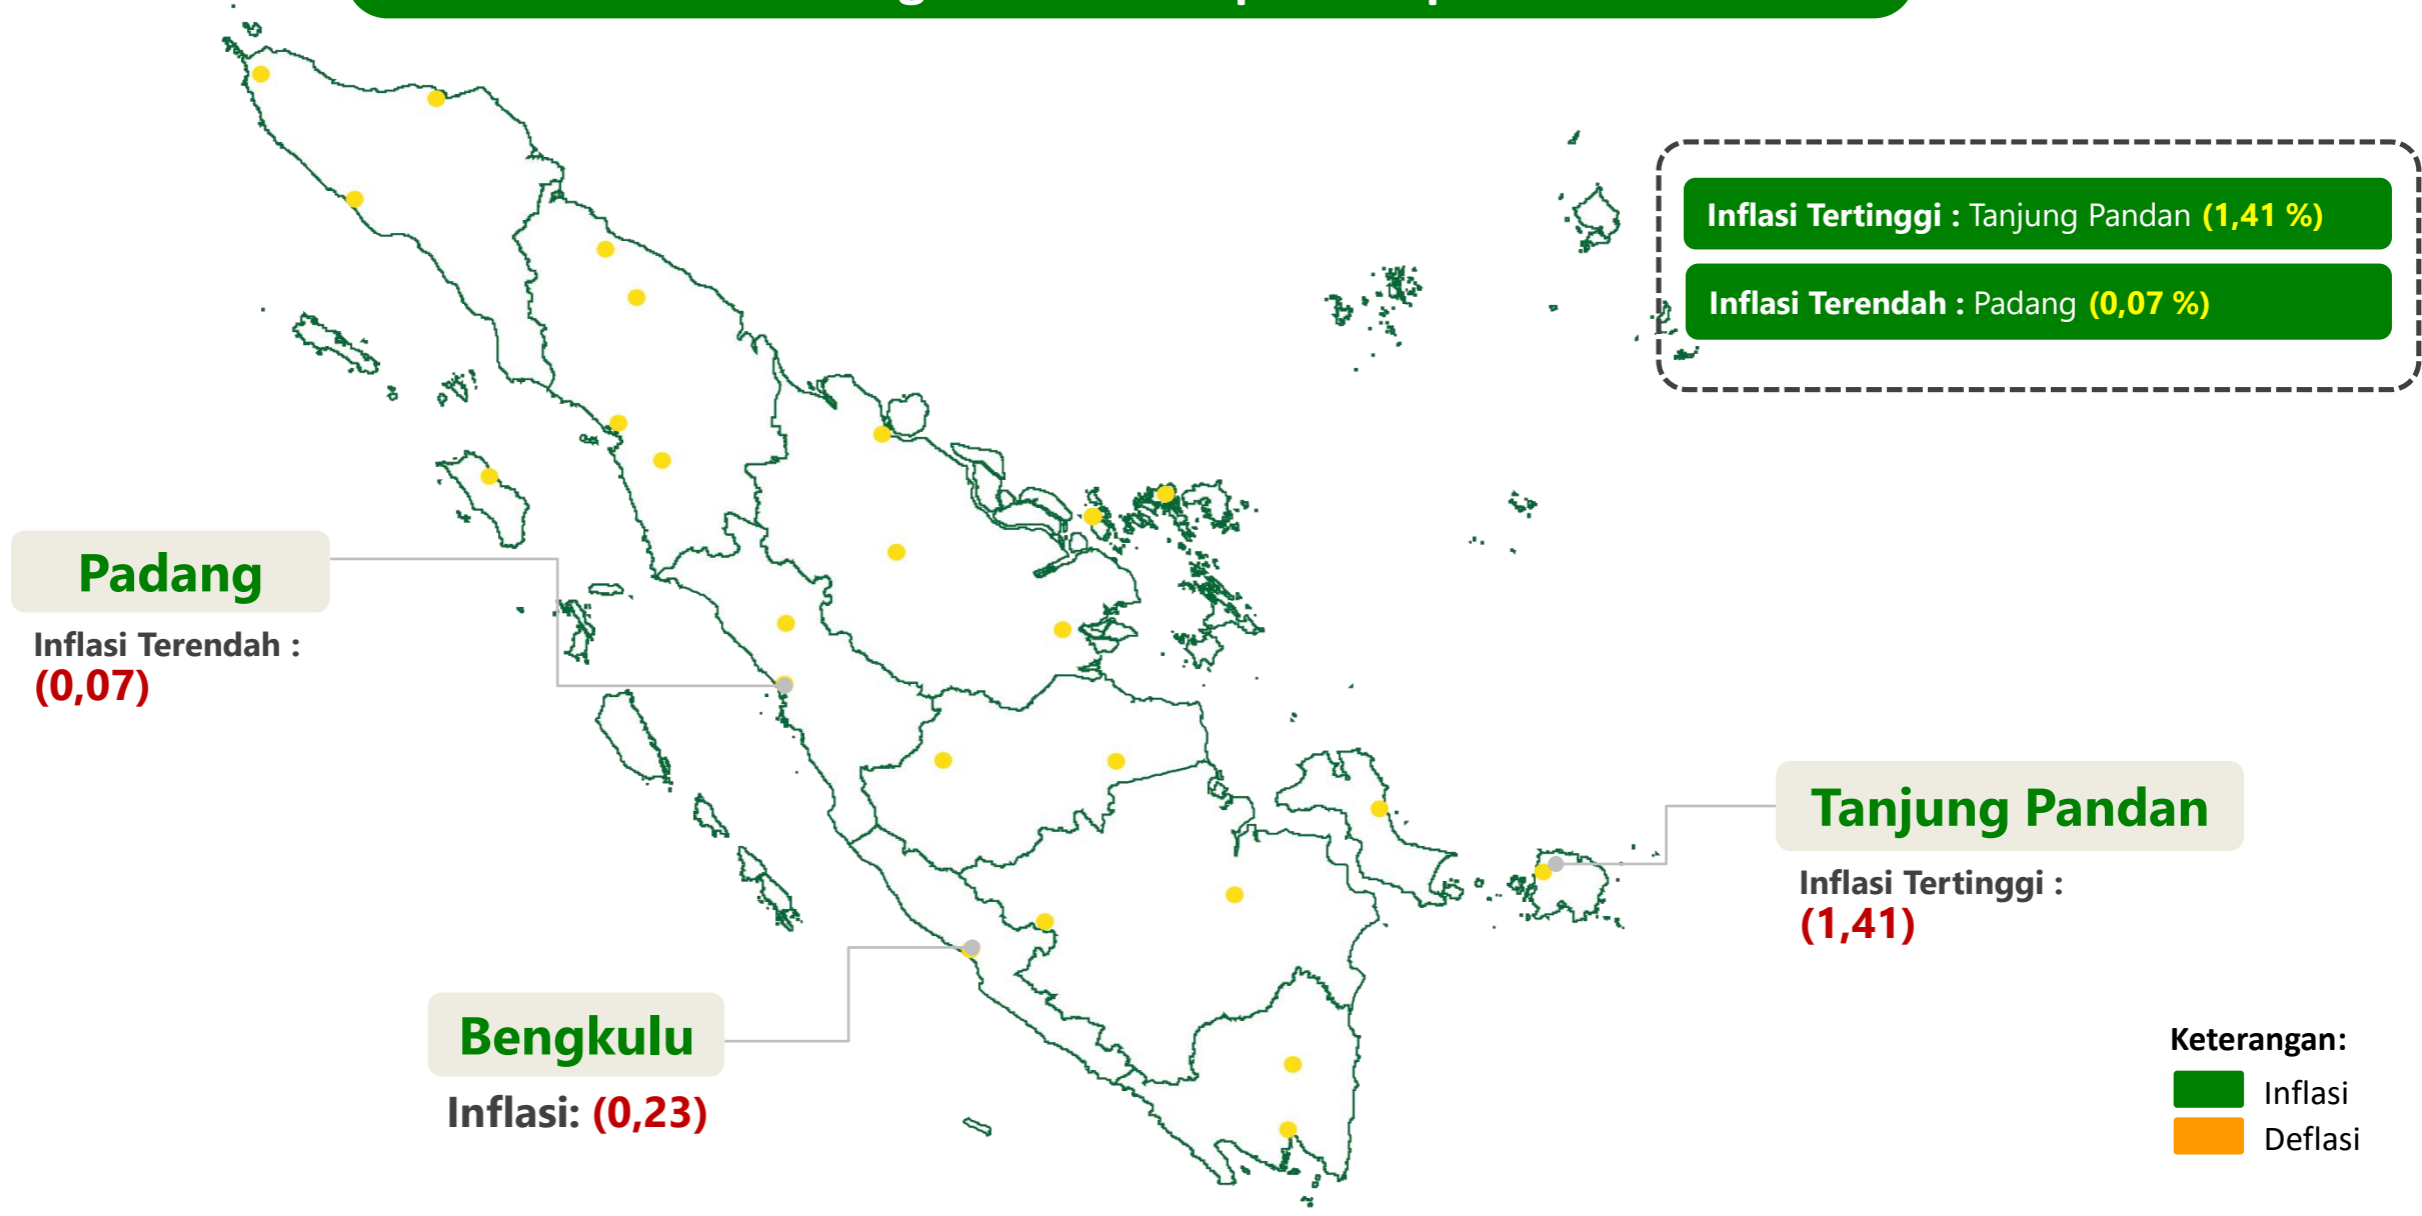 Inflasi Tertinggi : Tanjung Pandan (1,41 %)
Inflasi Terendah : Padang (0,07 %)
Padang
Inflasi Terendah :
(0,07)
Tanjung Pandan
Inflasi Tertinggi :
(1,41)
Bengkulu
Inflasi: (0,23)
Keterangan:
Inflasi
Deflasi